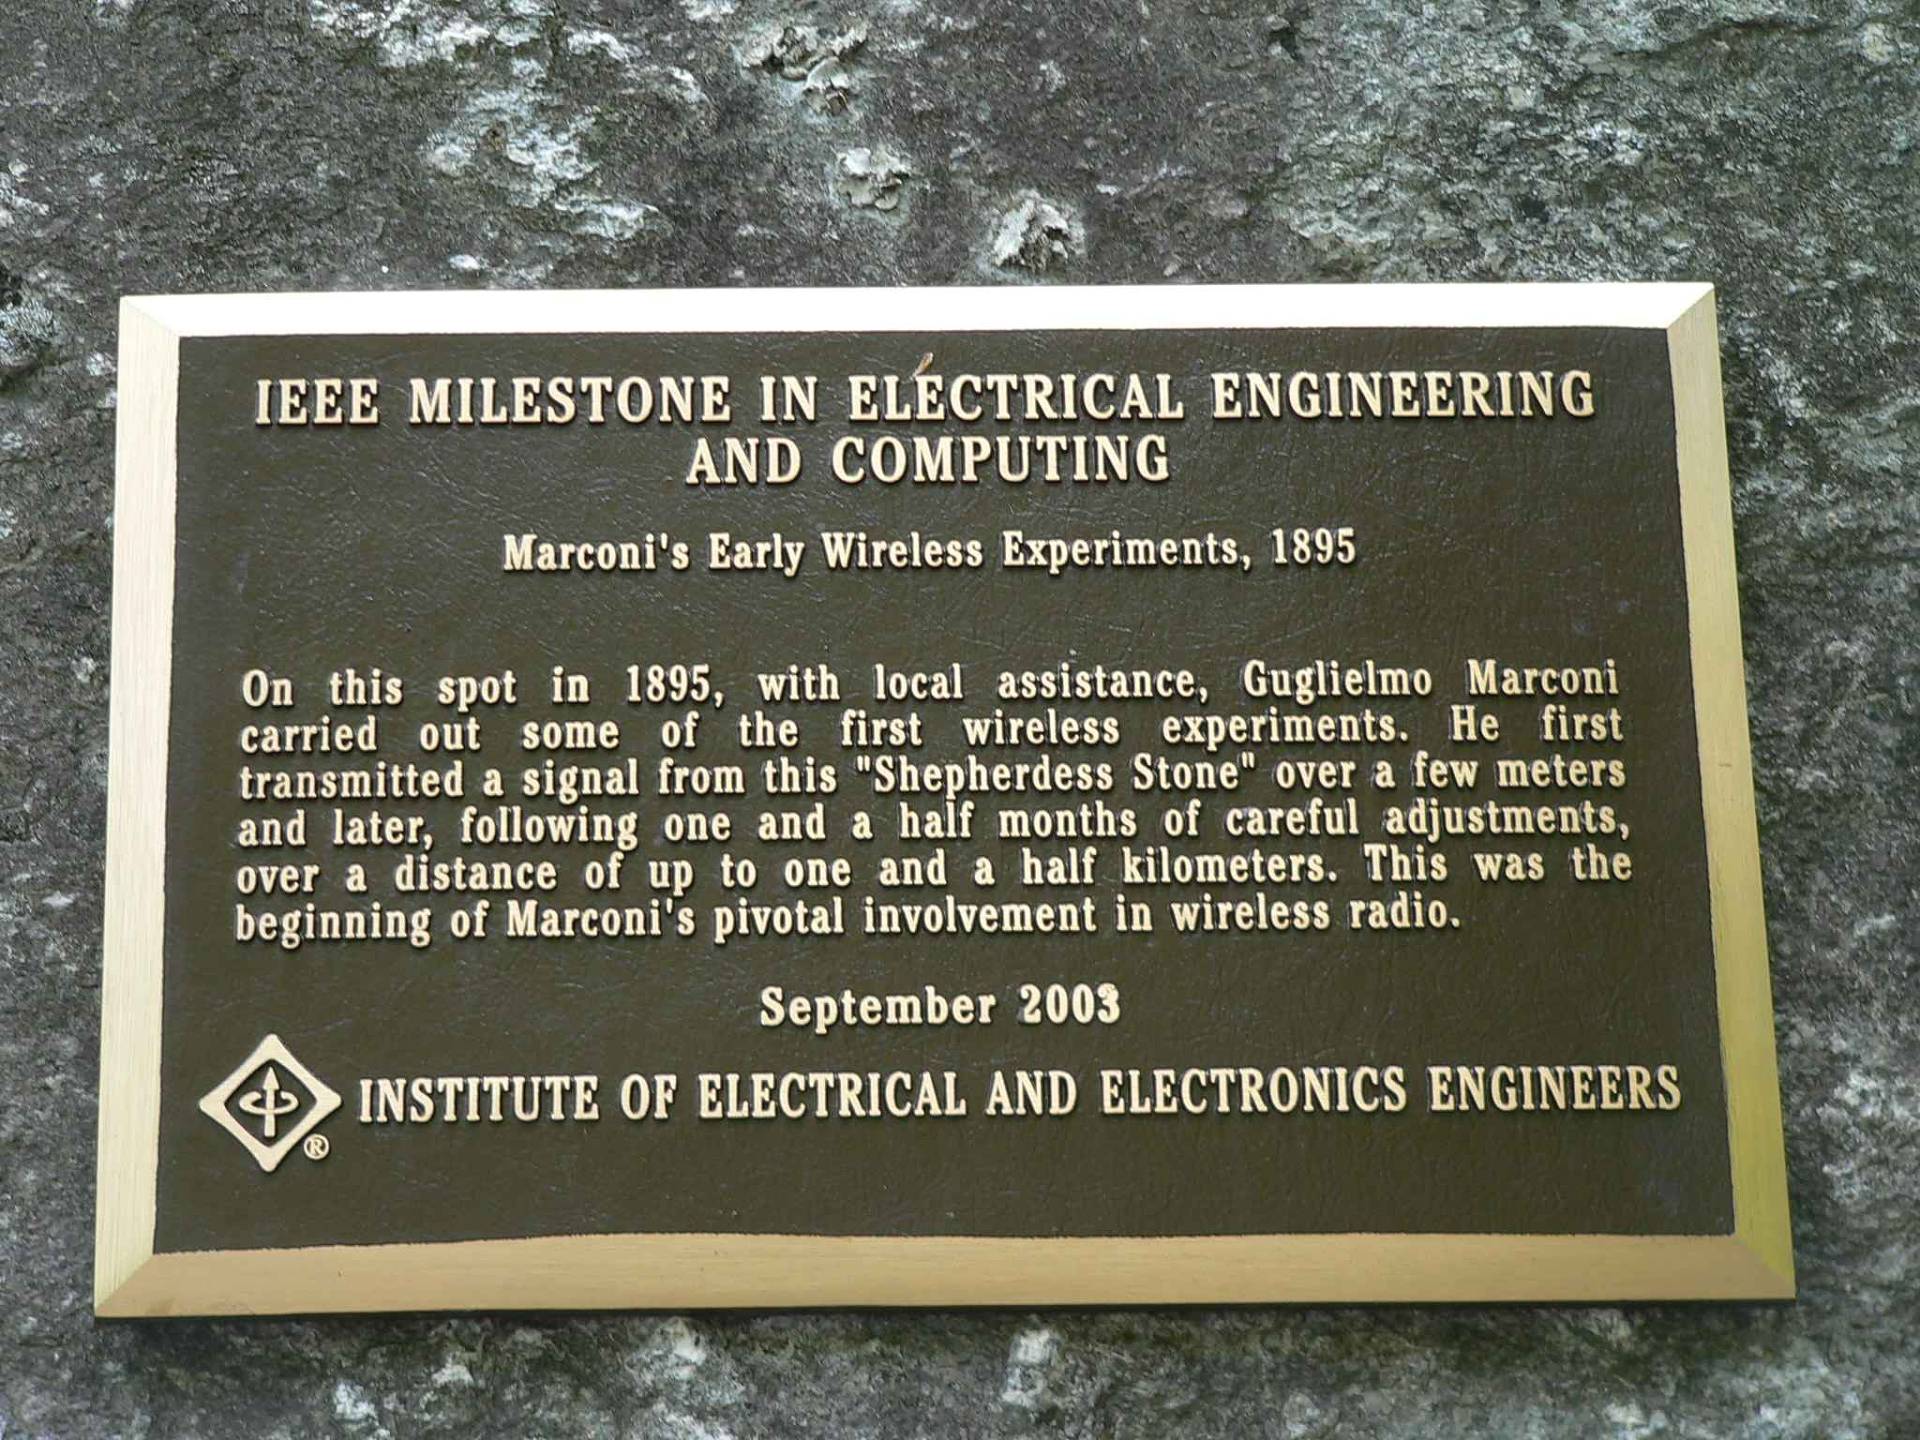 IEEE MILESTONE IN ELECTRICAL ENGINEERING
AND COMPUTING
Marconi's Early Wireless Experiments, 1895
On this spot in 1895, with local assistance, Guglielmo Marconi
carried out some of the first wireless experiments. He first
transmitted a signal from this "Shepherdess Stone" over a few meters
and later, following one and a half months of careful adjustments,
over a distance of up to one and a half kilometers. This was the
beginning of Marconi's pivotal involvement in wireless radio.
September 2003
INSTITUTE OF ELECTRICAL AND ELECTRONICS ENGINEERS
®